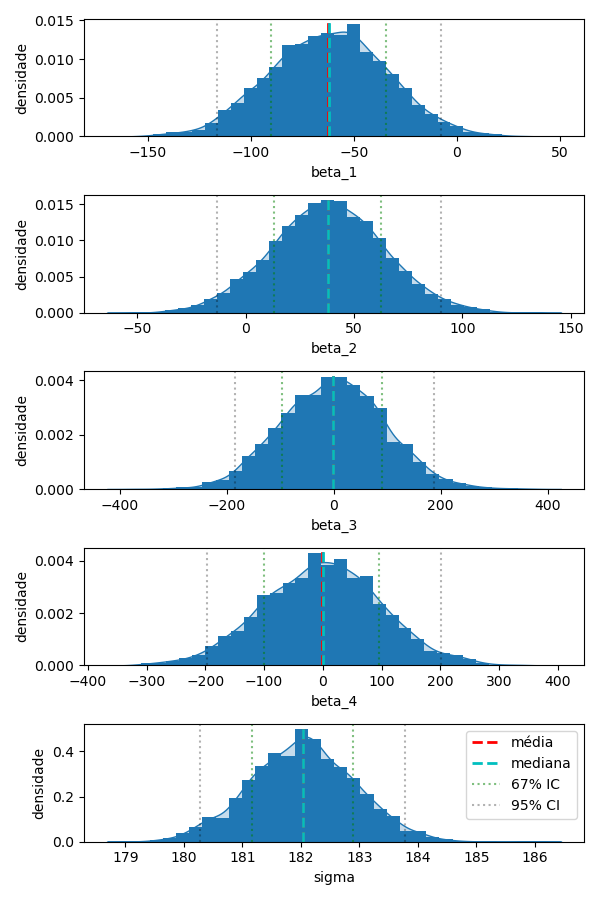 0.015
0.010
0.005
0.000
densidade
−150 −100 −50 0 50
beta_1
0.015
0.010
0.005
0.000
densidade
−50 0 50 100 150
beta_2
0.004
0.002
0.000
densidade
−400 −200 0 200 400
beta_3
0.004
0.002
0.000
densidade
−400 −300 −200 −100 0 100 200 300 400
beta_4
0.4
0.2
0.0
densidade
média
mediana
67% IC
95% CI
179 180 181 182 183 184 185 186
sigma